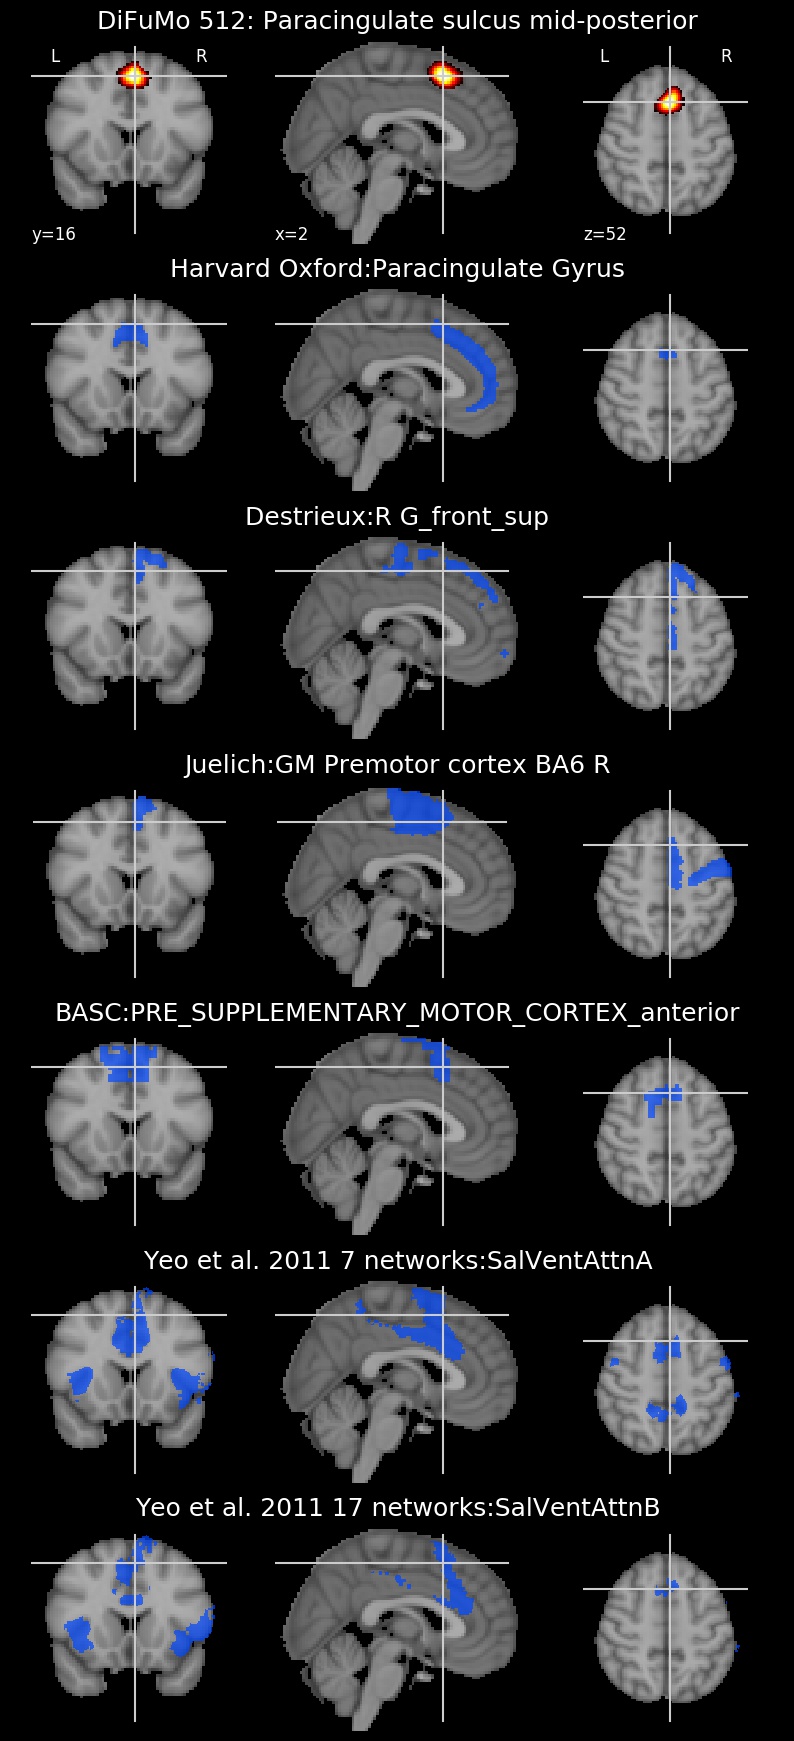 DiFuMo 512: Paracingulate sulcus mid-posterior
L R L R
y=16 x=2 z=52
Harvard Oxford:Paracingulate Gyrus
Destrieux:R G_front_sup
Juelich:GM Premotor cortex BA6 R
BASC:PRE_SUPPLEMENTARY_MOTOR_CORTEX_anterior
Yeo et al. 2011 7 networks:SalVentAttnA
Yeo et al. 2011 17 networks:SalVentAttnB